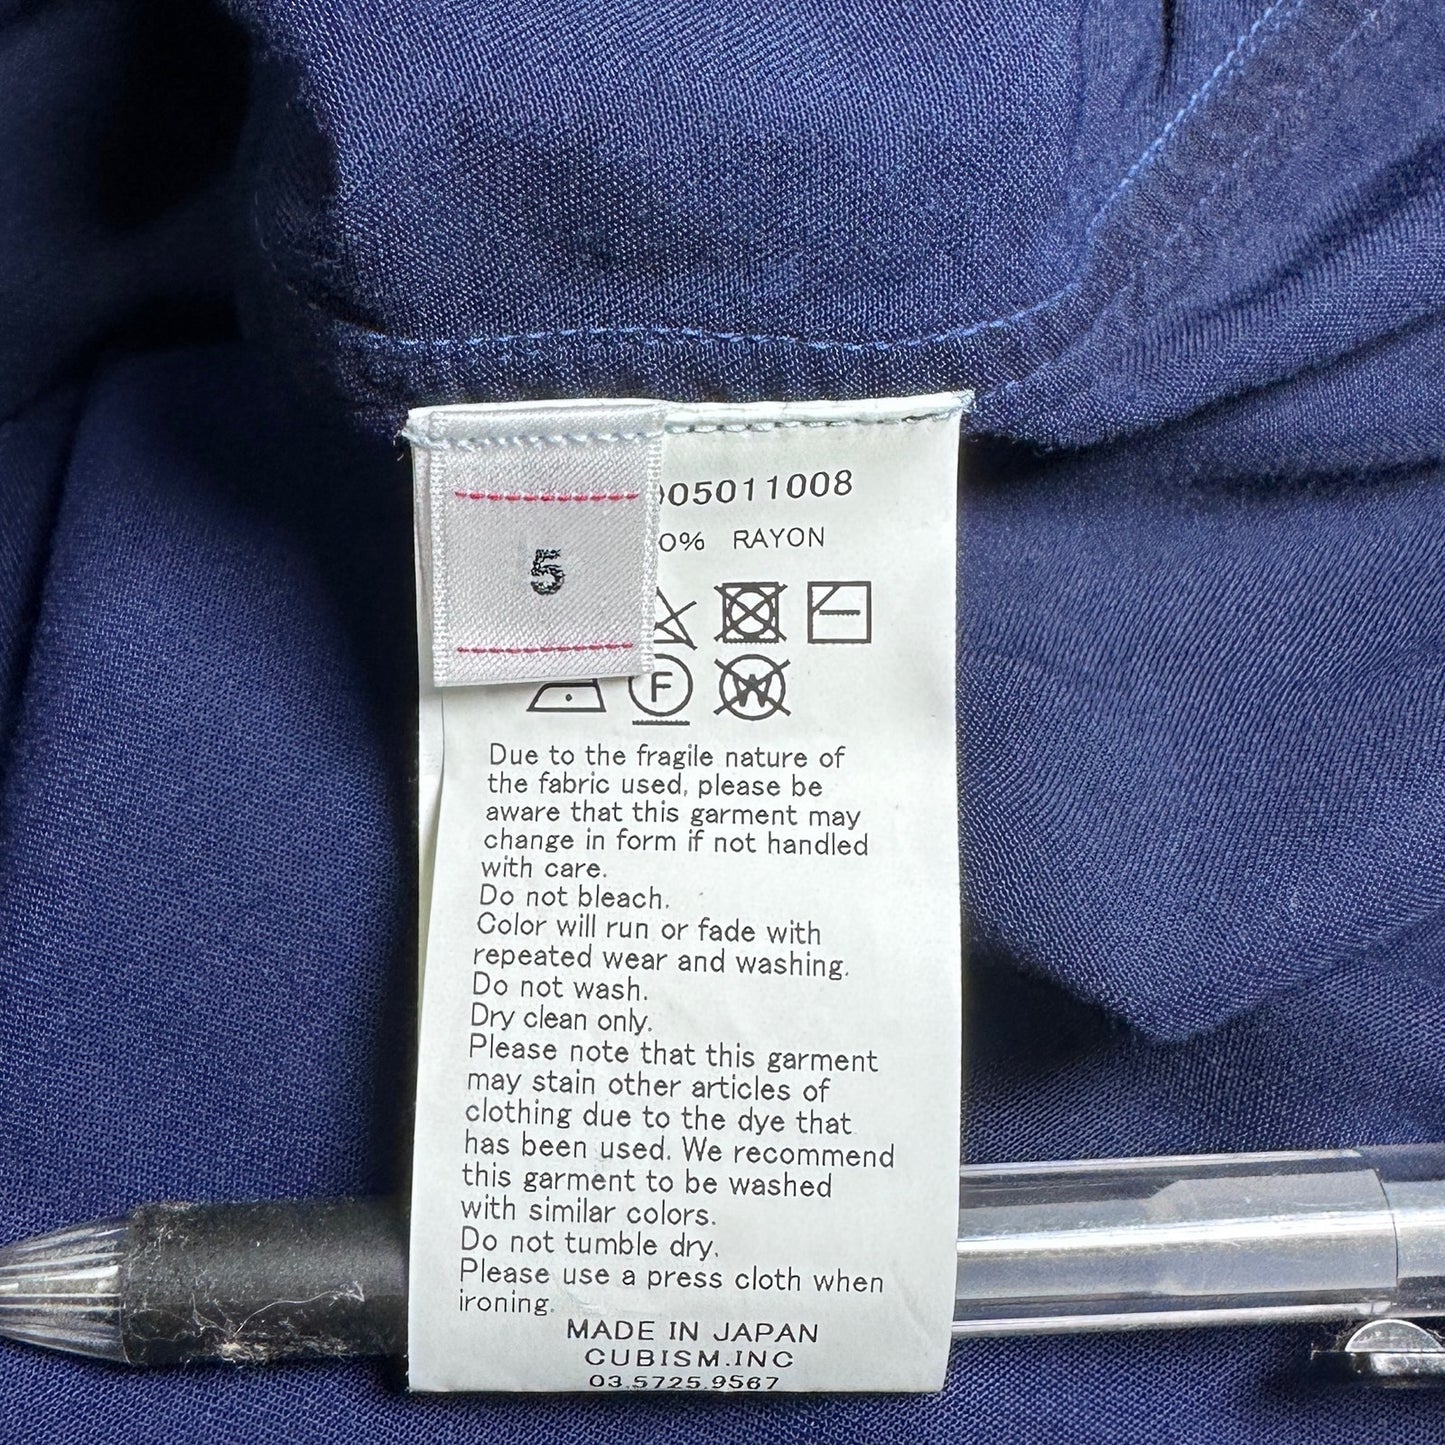 5
05011008
0% RAYON
F
W
Due to the fragile nature of
the fabric used, please be
aware that this garment may
change in form if not handled
with care.
Do not bleach.
Color will run or fade with
repeated wear and washing.
Do not wash.
Dry clean only.
Please note that this garment
may stain other articles of
clothing due to the dye that
has been used. We recommend
this garment to be washed
with similar colors.
Do not tumble dry.
Please use a press cloth when
ironing.
MADE IN JAPAN
CUBISM.INC
03.5725.9567